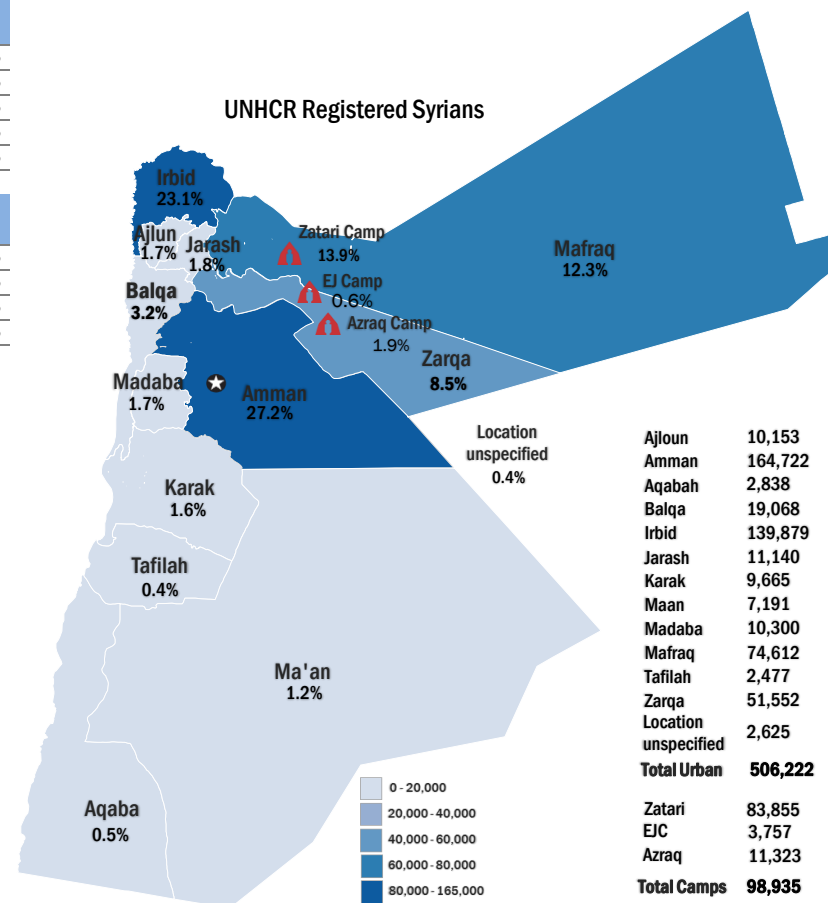 UNHCR Registered Syrians
Irbid
23.1%
Ajlun
1.7%
Jarash
1.8%
Zatari Camp
13.9%
Mafraq
12.3%
EJ Camp
0.6%
Balqa
3.2%
Azraq Camp
1.9%
Zarqa
8.5%
Madaba
1.7%
Amman
27.2%
Location
unspecified
0.4%
Karak
1.6%
Tafilah
0.4%
Ma'an
1.2%
Aqaba
0.5%
0 - 20,000
20,000 - 40,000
40,000 - 60,000
60,000 - 80,000
80,000 - 165,000
Ajloun 10,153
Amman 164,722
Aqabah 2,838
Balqa 19,068
Irbid 139,879
Jarash 11,140
Karak 9,665
Maan 7,191
Madaba 10,300
Mafraq 74,612
Tafilah 2,477
Zarqa 51,552
Location
unspecified 2,625
Total Urban 506,222
Zatari 83,855
EJC 3,757
Azraq 11,323
Total Camps 98,935